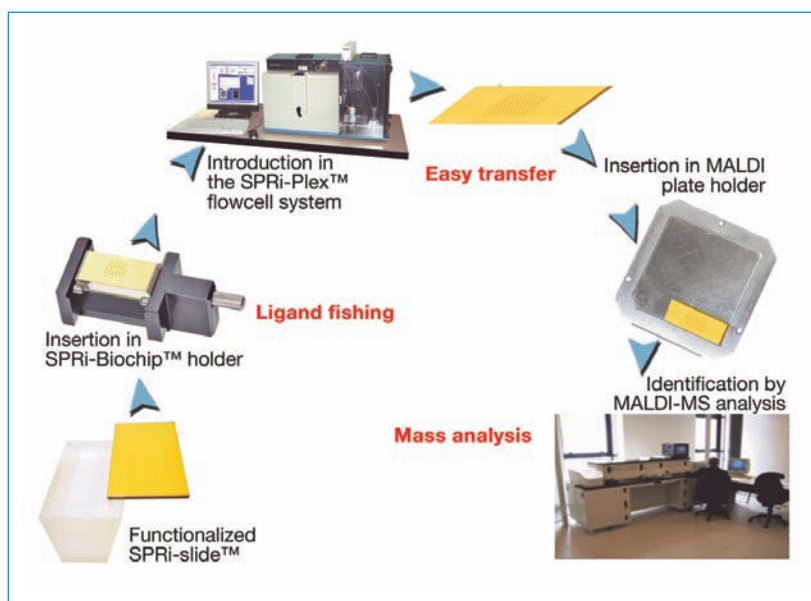 Introduction in
the SPRi-Plex™
flowcell system
Easy transfer
Insertion in MALDI
plate holder
Ligand fishing
Insertion in
SPRi-Biochip™ holder
Identification by
MALDI-MS analysis
Mass analysis
Functionalized
SPRi-slide™